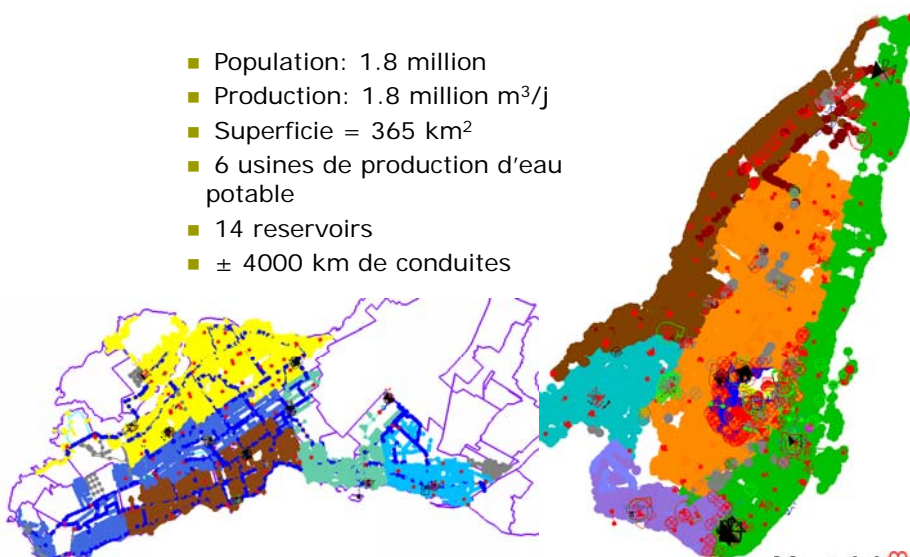 Population: 1.8 million
Production: 1.8 million m³/j
Superficie = 365 km²
6 usines de production d'eau
potable
14 reservoirs
± 4000 km de conduites